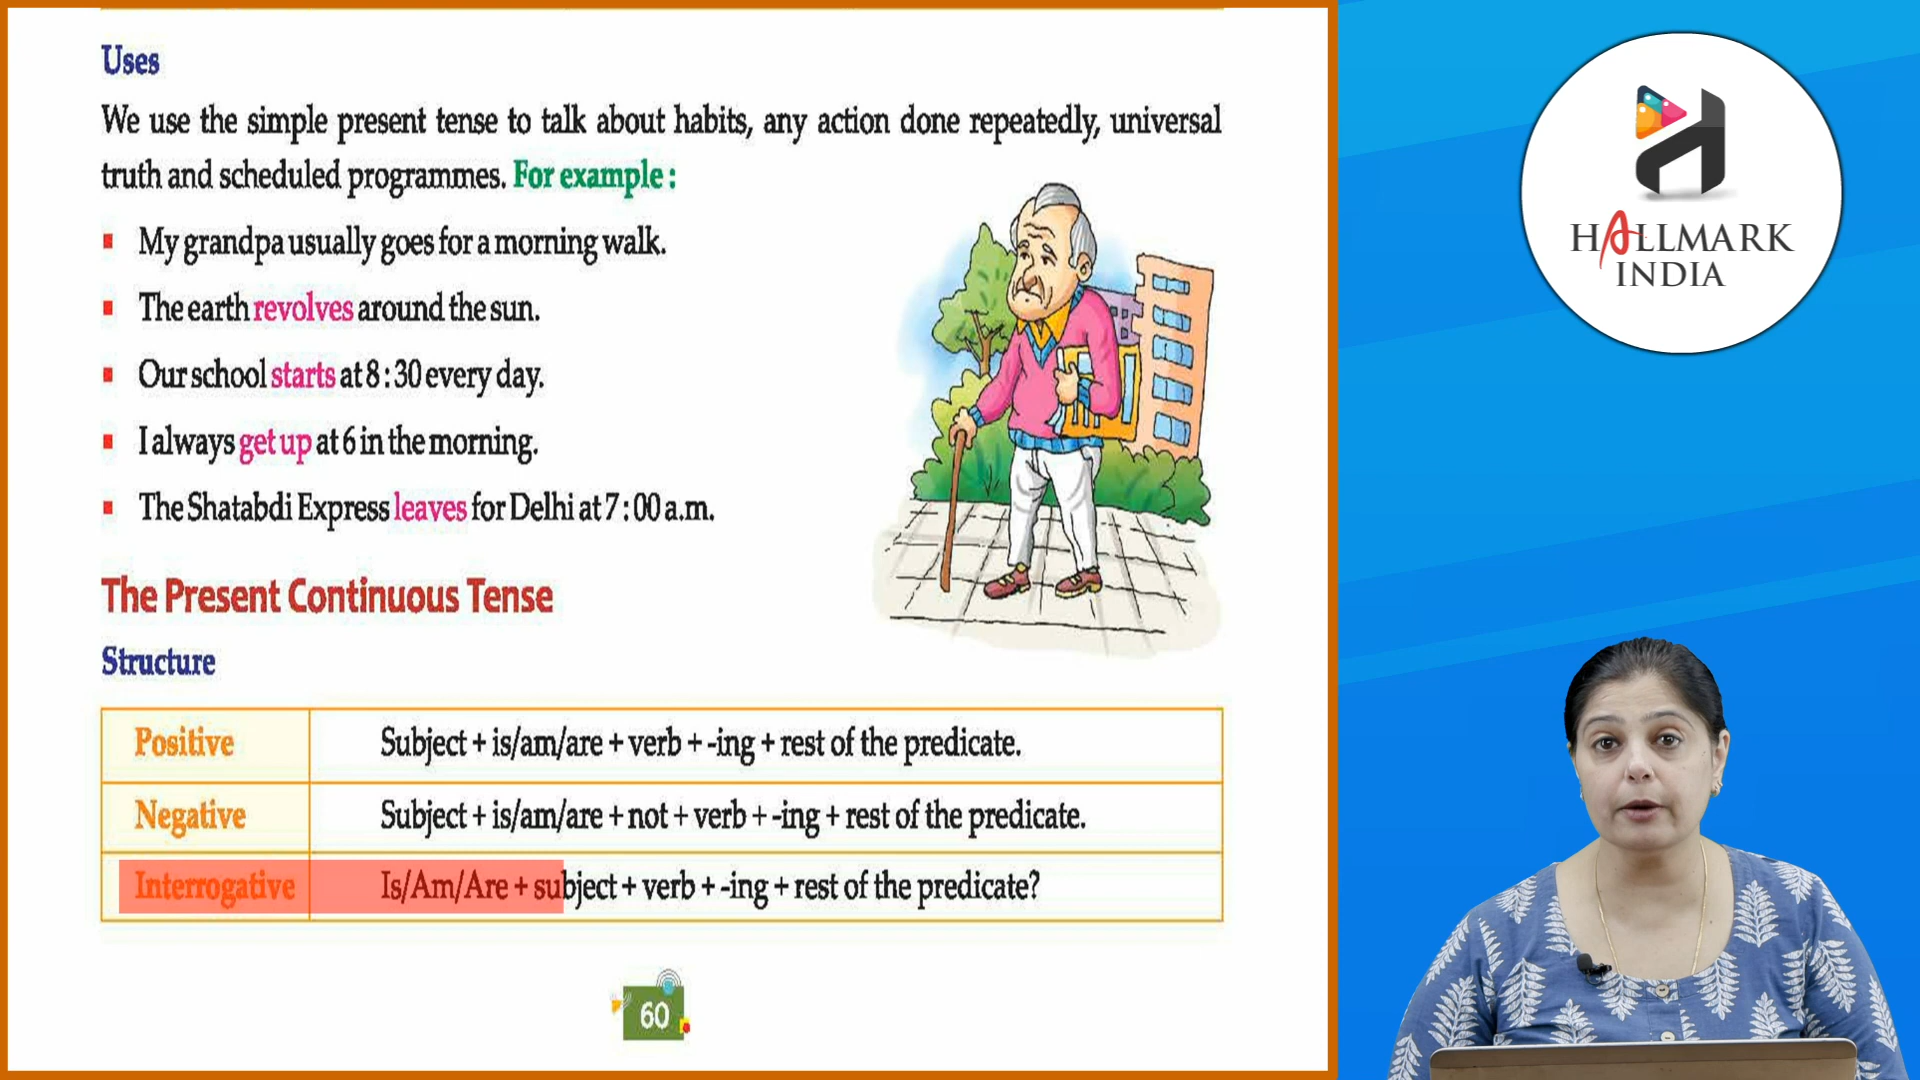 Uses
We use the simple present tense to talk about habits, any action done repeatedly, universal
truth and scheduled programmes. For example :
My grandpa usually goes for a morning walk.
The earth revolves around the sun.
Our school starts at 8 : 30 every day.
I always get up at 6 in the morning.
The Shatabdi Express leaves for Delhi at 7 : 00 a.m.
The Present Continuous Tense
Structure
Positive Subject + is/am/are + verb + -ing + rest of the predicate.
Negative Subject + is/am/are + not + verb + -ing + rest of the predicate.
Interrogative Is/Am/Are + subject + verb + -ing + rest of the predicate?
60
HALLMARK
INDIA